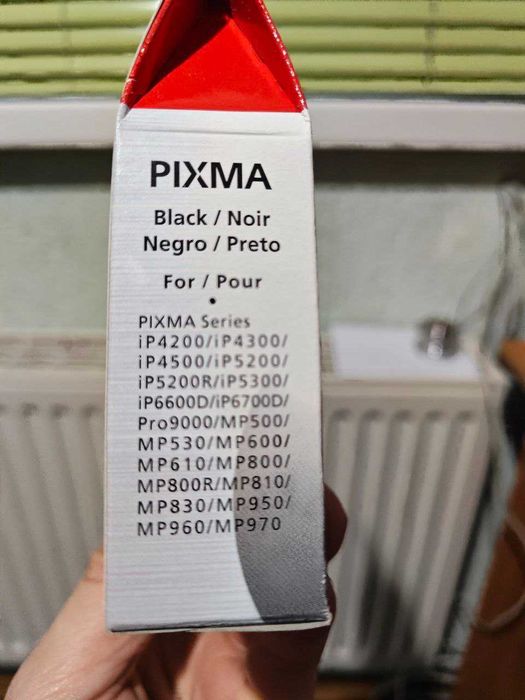 PIXMA
Black / Noir
Negro / Preto
For / Pour
•
PIXMA Series
iP4200/iP4300/
iP4500/iP5200/
iP5200R/iP5300/
iP6600D/iP6700D/
Pro9000/MP500/
MP530/MP600/
MP610/MP800/
MP800R/MP810/
MP830/MP950/
MP960/MP970